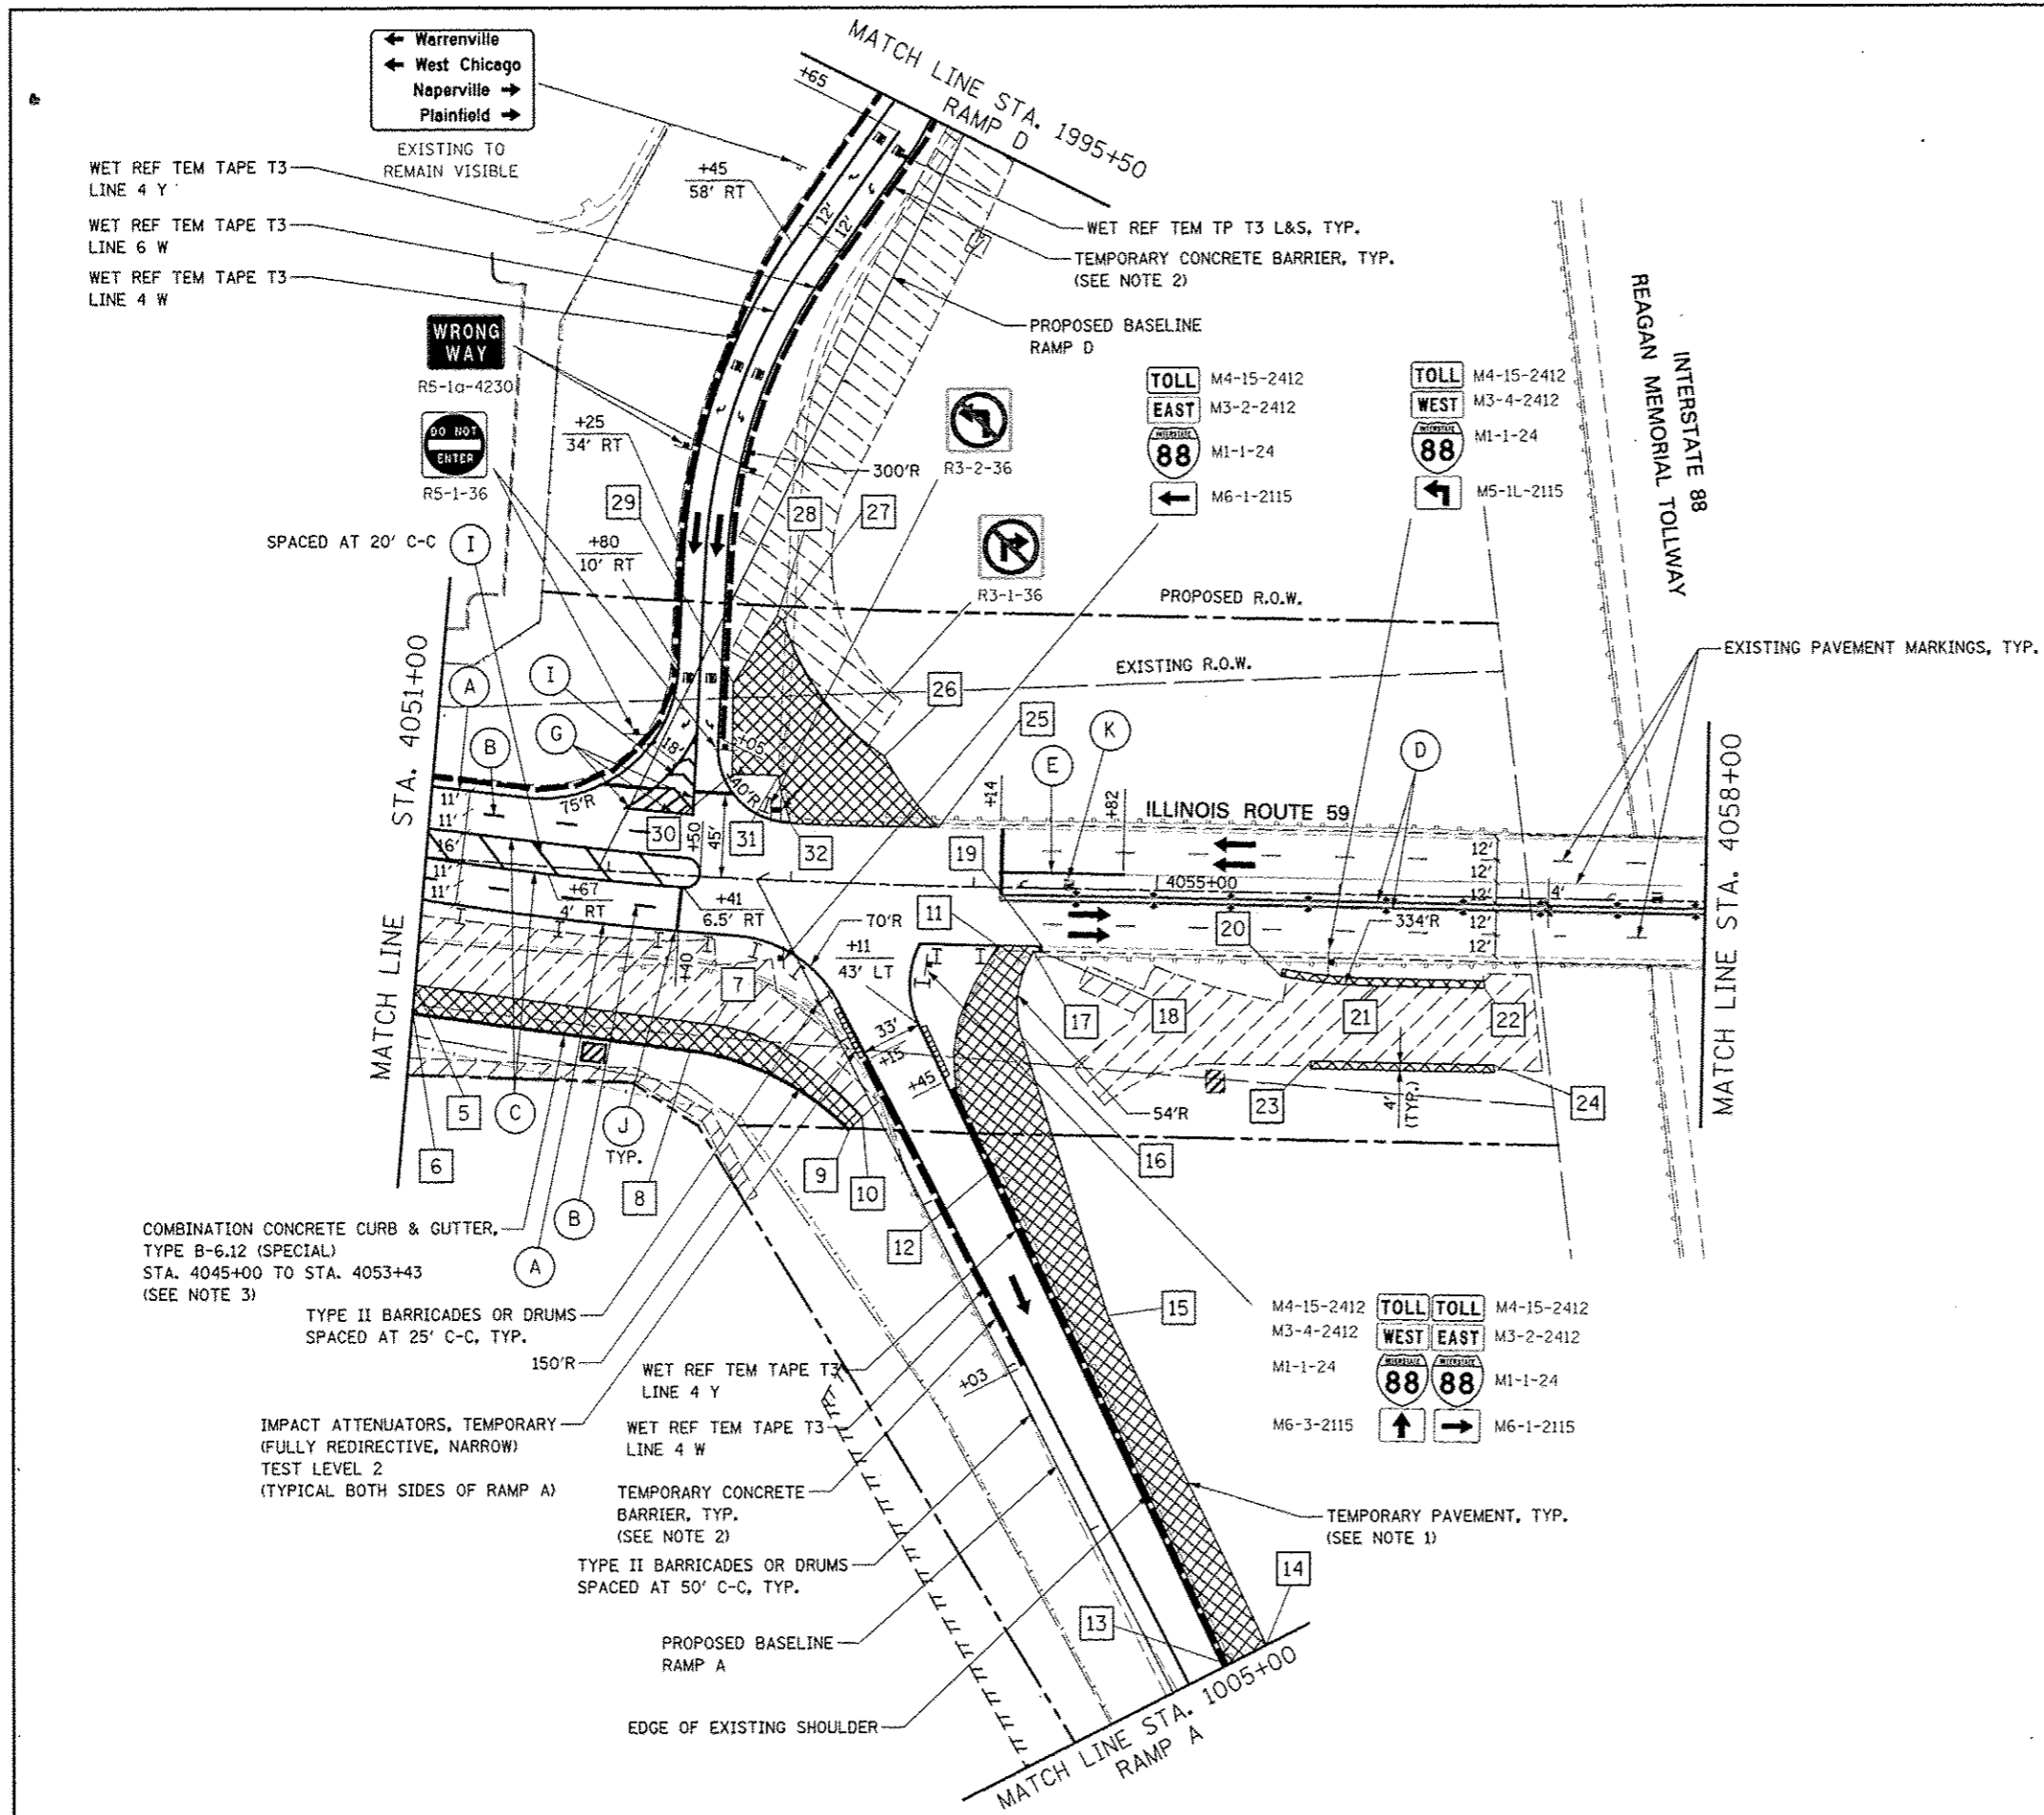 ← Warrenville
← West Chicago
Naperville →
Plainfield →
EXISTING TO
REMAIN VISIBLE
MATCH LINE STA. 1995+50
RAMP D
+65
WET REF TEM TAPE T3
LINE 4 Y
WET REF TEM TAPE T3
LINE 6 W
WET REF TEM TAPE T3
LINE 4 W
+45
58' RT
12'
12'
WET REF TEM TP T3 L&S, TYP.
TEMPORARY CONCRETE BARRIER, TYP.
(SEE NOTE 2)
PROPOSED BASELINE
RAMP D
INTERSTATE 88
REAGAN MEMORIAL TOLLWAY
WRONG
WAY
R5-1a-4230
DO NOT
ENTER
R5-1-36
+25
34' RT
300'R
R3-2-36
TOLL M4-15-2412
EAST M3-2-2412
INTERSTATE
88 M1-1-24
← M6-1-2115
TOLL M4-15-2412
WEST M3-4-2412
INTERSTATE
88 M1-1-24
M5-1L-2115
29
28
27
SPACED AT 20' C-C
I
+80
10' RT
R3-1-36
PROPOSED R.O.W.
EXISTING R.O.W.
EXISTING PAVEMENT MARKINGS, TYP.
STA. 4051+00
MATCH LINE
A
I
B
G
26
25
K
E
D
18'
+05
40'R
75'R
11'
11'
16'
11'
11'
30
+50
45'
31
32
19
+14
+82
ILLINOIS ROUTE 59
4055+00
12'
12'
12'
12'
12'
4'
334'R
MATCH LINE STA. 4058+00
+67
4' RT
+41
6.5' RT
+40
70'R
+11
43' LT
11
20
7
33'
+15
+45
17
18
21
22
23
24
4'
(TYP.)
54'R
5
6
C
J
TYP.
8
9
10
16
B
A
12
15
COMBINATION CONCRETE CURB & GUTTER,
TYPE B-6.12 (SPECIAL)
STA. 4045+00 TO STA. 4053+43
(SEE NOTE 3)
TYPE II BARRICADES OR DRUMS
SPACED AT 25' C-C, TYP.
150'R
WET REF TEM TAPE T3
LINE 4 Y
+03
IMPACT ATTENUATORS, TEMPORARY
(FULLY REDIRECTIVE, NARROW)
TEST LEVEL 2
(TYPICAL BOTH SIDES OF RAMP A)
WET REF TEM TAPE T3
LINE 4 W
M4-15-2412 TOLL TOLL M4-15-2412
M3-4-2412 WEST EAST M3-2-2412
INTERSTATE INTERSTATE
M1-1-24 88 88 M1-1-24
M6-3-2115 ↑ → M6-1-2115
TEMPORARY CONCRETE
BARRIER, TYP.
(SEE NOTE 2)
TEMPORARY PAVEMENT, TYP.
(SEE NOTE 1)
TYPE II BARRICADES OR DRUMS
SPACED AT 50' C-C, TYP.
14
13
PROPOSED BASELINE
RAMP A
EDGE OF EXISTING SHOULDER
MATCH LINE STA. 1005+00
RAMP A